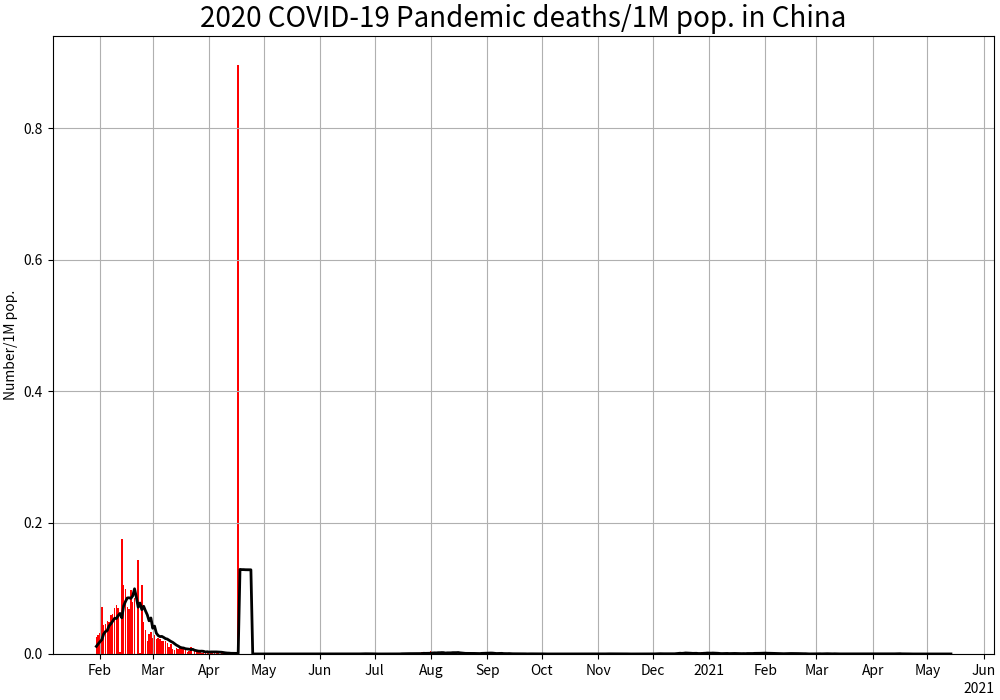 2020 COVID-19 Pandemic deaths/1M pop. in China
Number/1M pop.
0.8
0.6
0.4
0.2
0.0
Feb Mar Apr May Jun Jul Aug Sep Oct Nov Dec 2021 Feb Mar Apr May Jun
2021